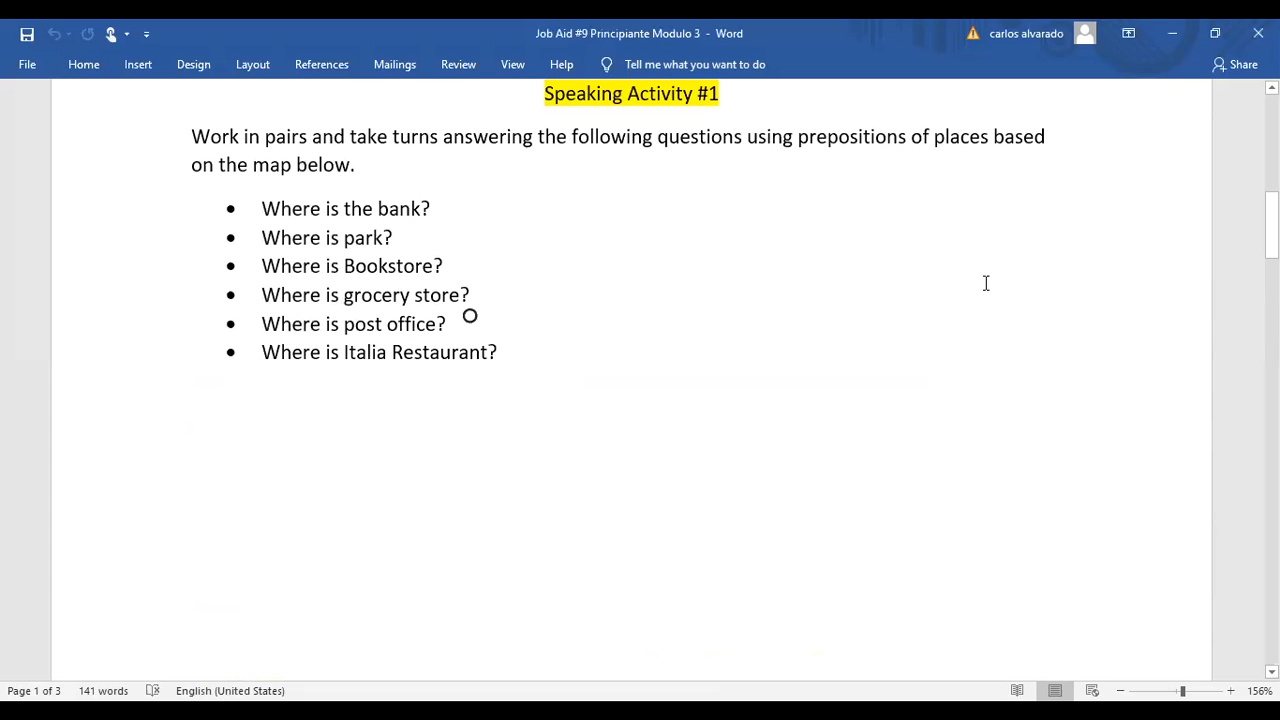 Job Aid #9 Principiante Modulo 3 - Word
carlos alvarado
File Home Insert Design Layout References Mailings Review View Help Tell me what you want to do Share
Speaking Activity #1
Work in pairs and take turns answering the following questions using prepositions of places based
on the map below.
• Where is the bank?
• Where is park?
• Where is Bookstore?
• Where is grocery store?
• Where is post office?
• Where is Italia Restaurant?
Page 1 of 3 141 words English (United States) 156%